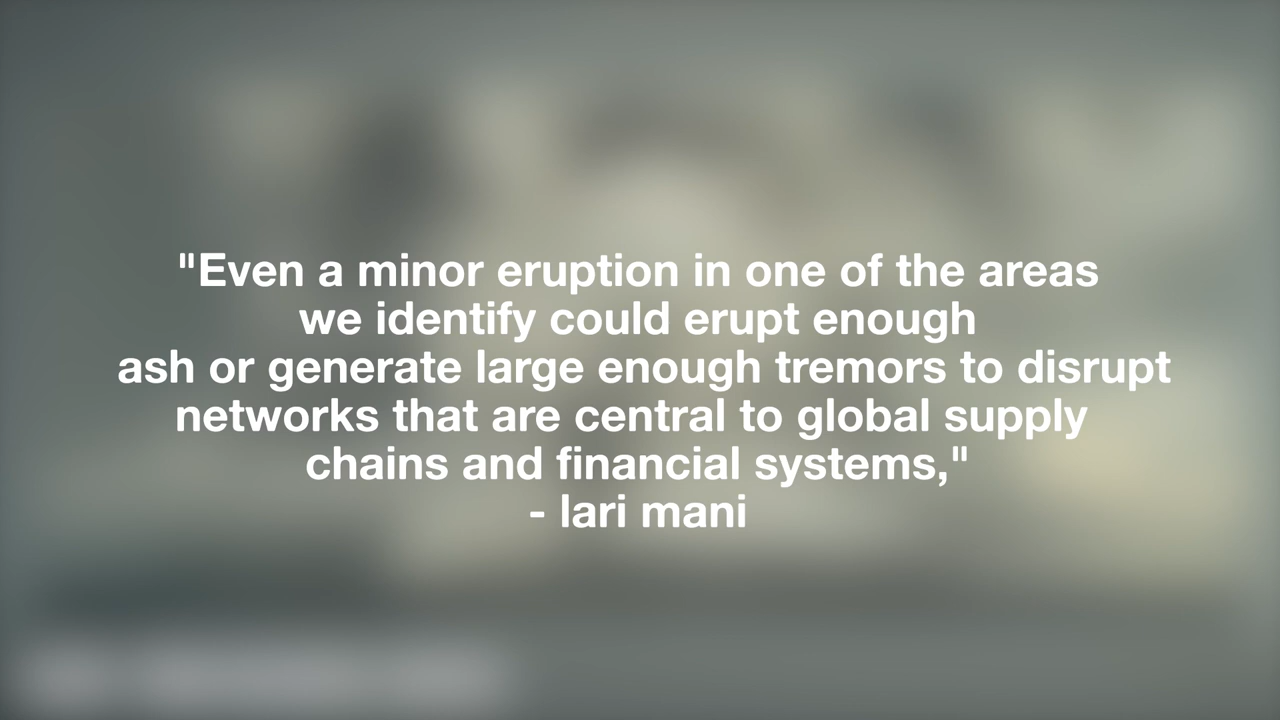 "Even a minor eruption in one of the areas
we identify could erupt enough
ash or generate large enough tremors to disrupt
networks that are central to global supply
chains and financial systems,"
- lari mani